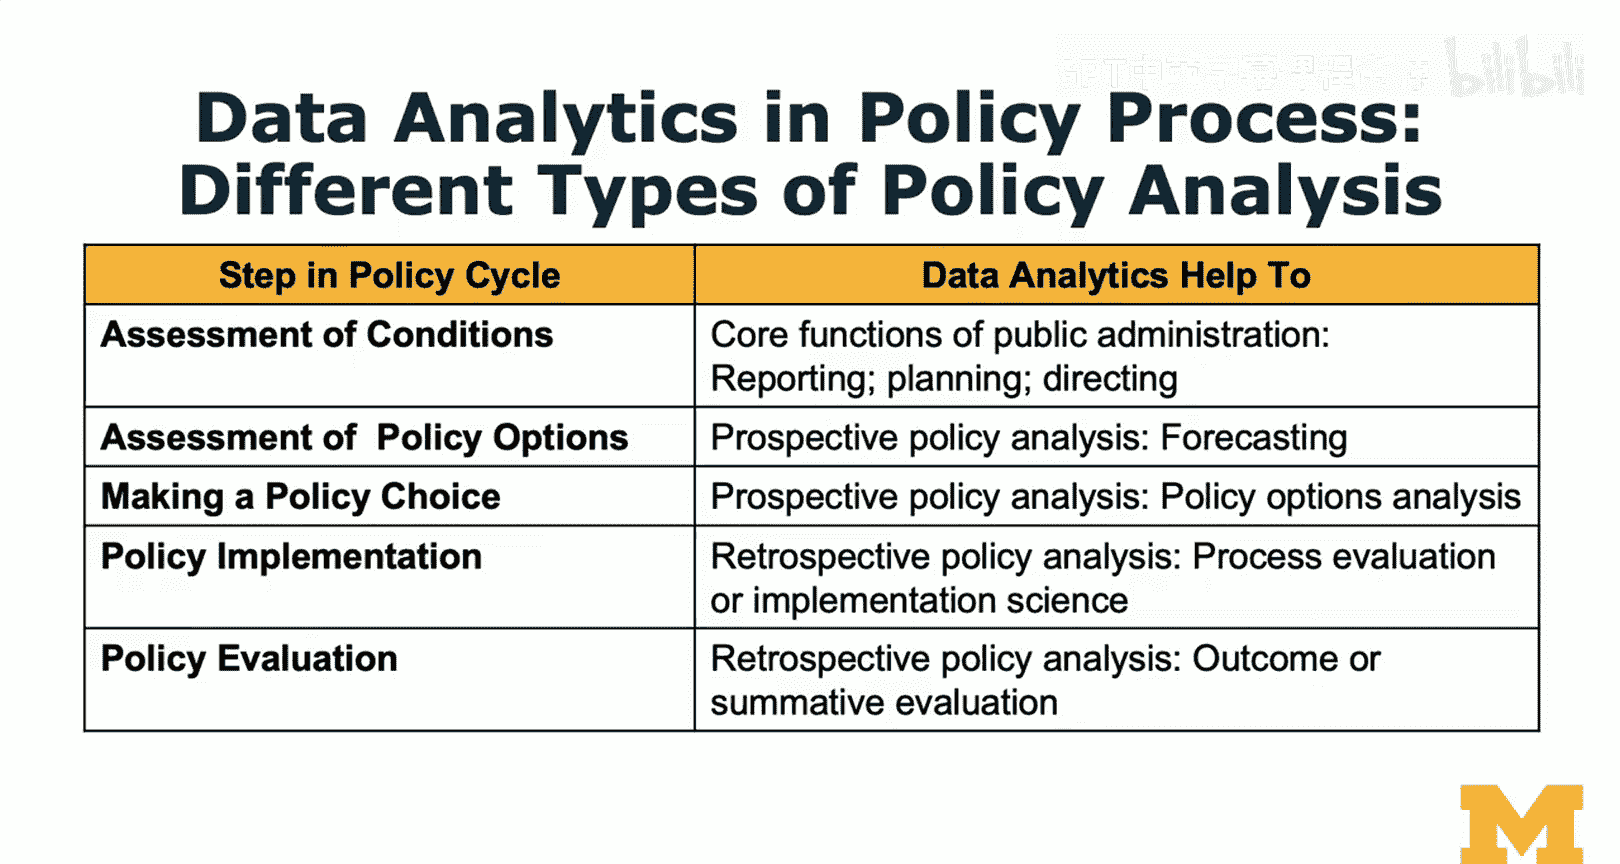 Data Analytics in Policy Process:
Different Types of Policy Analysis
Step in Policy Cycle
Data Analytics Help To
Assessment of Conditions
Core functions of public administration:
Reporting; planning; directing
Assessment of  Policy Options
Prospective policy analysis: Forecasting
Making a Policy Choice
Prospective policy analysis: Policy options analysis
Policy Implementation
Retrospective policy analysis: Process evaluation
or implementation science
Policy Evaluation
Retrospective policy analysis: Outcome or
summative evaluation
bilibili
M